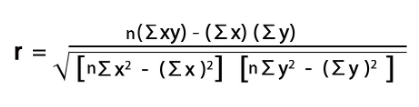 n(Σxy) - (Σx) (Σy)
r =
√ [nΣx² - (Σx)²] [nΣy² - (Σy)²]